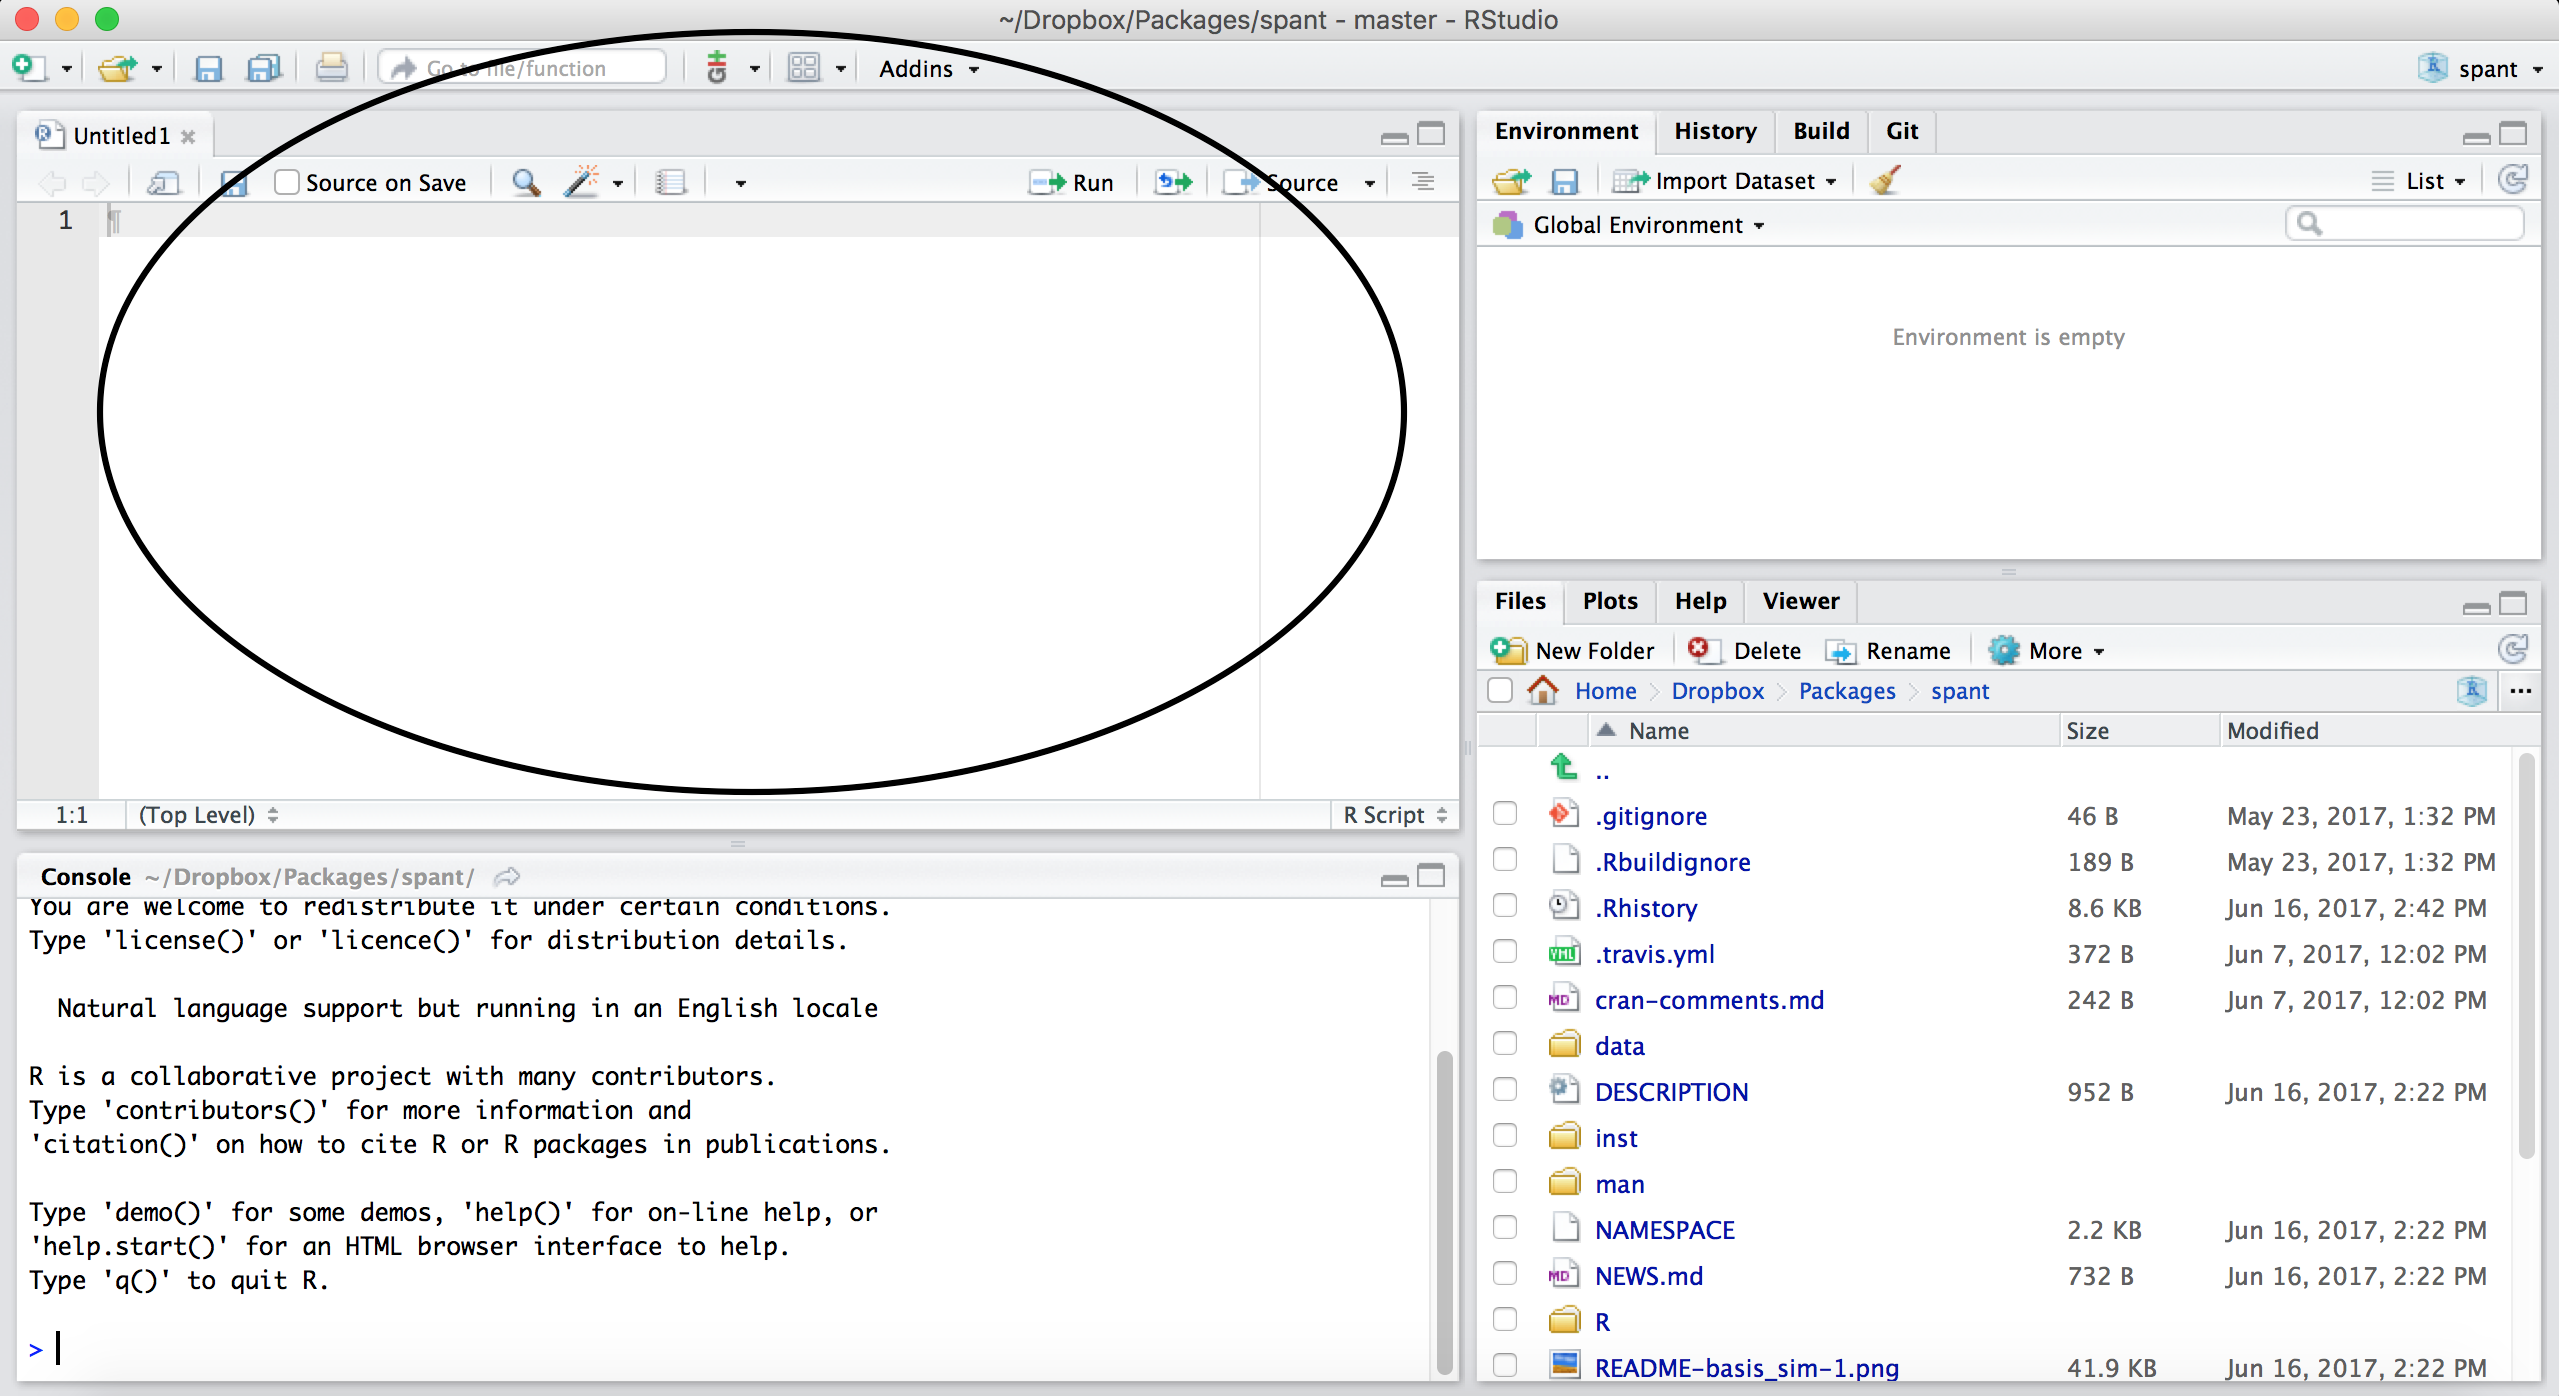 ~/Dropbox/Packages/spant - master - RStudio
Go to file/function
Addins
spant
Untitled1
Source on Save
Run
Source
1
¶
1:1
(Top Level)
R Script
Console ~/Dropbox/Packages/spant/
You are welcome to redistribute it under certain conditions.
Type 'license()' or 'licence()' for distribution details.
Natural language support but running in an English locale
R is a collaborative project with many contributors.
Type 'contributors()' for more information and
'citation()' on how to cite R or R packages in publications.
Type 'demo()' for some demos, 'help()' for on-line help, or
'help.start()' for an HTML browser interface to help.
Type 'q()' to quit R.
>
Environment History Build Git
Import Dataset
List
Global Environment
Environment is empty
Files Plots Help Viewer
New Folder Delete Rename More
Home Dropbox Packages spant
...
Name Size Modified
..
.gitignore 46 B May 23, 2017, 1:32 PM
.Rbuildignore 189 B May 23, 2017, 1:32 PM
.Rhistory 8.6 KB Jun 16, 2017, 2:42 PM
YML .travis.yml 372 B Jun 7, 2017, 12:02 PM
MD cran-comments.md 242 B Jun 7, 2017, 12:02 PM
data
DESCRIPTION 952 B Jun 16, 2017, 2:22 PM
inst
man
NAMESPACE 2.2 KB Jun 16, 2017, 2:22 PM
MD NEWS.md 732 B Jun 16, 2017, 2:22 PM
R
README-basis_sim-1.png 41.9 KB Jun 16, 2017, 2:22 PM